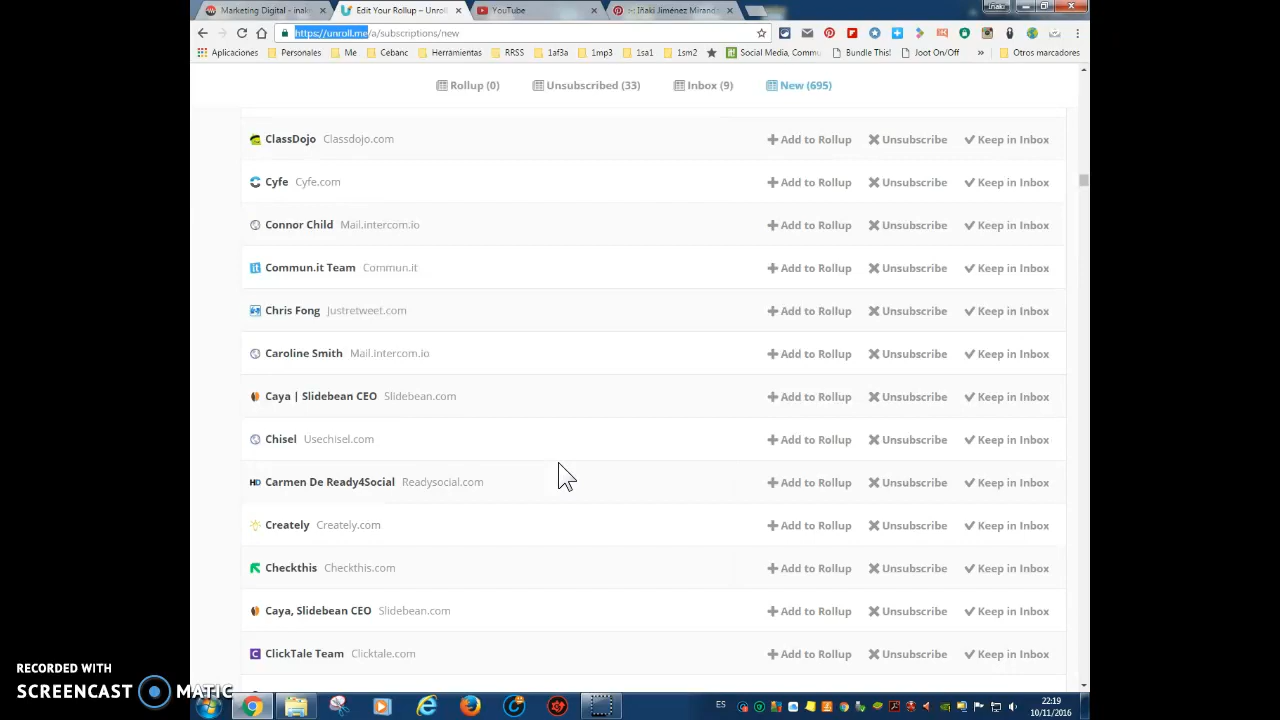 Marketing Digital - inak
Edit Your Rollup – Unrol
YouTube
Iñaki Jiménez Mirand
iñaki
https://unroll.me/a/subscriptions/new
Aplicaciones Personales Me Cebanc Herramientas RRSS 1af3a 1mp3 1sa1 1sm2 Social Media, Commu Bundle This! Joot On/Off » Otros marcadores
Rollup (0) Unsubscribed (33) Inbox (9) New (695)
ClassDojo Classdojo.com Add to Rollup Unsubscribe Keep in Inbox
Cyfe Cyfe.com Add to Rollup Unsubscribe Keep in Inbox
Connor Child Mail.intercom.io Add to Rollup Unsubscribe Keep in Inbox
Commun.it Team Commun.it Add to Rollup Unsubscribe Keep in Inbox
Chris Fong Justretweet.com Add to Rollup Unsubscribe Keep in Inbox
Caroline Smith Mail.intercom.io Add to Rollup Unsubscribe Keep in Inbox
Caya | Slidebean CEO Slidebean.com Add to Rollup Unsubscribe Keep in Inbox
Chisel Usechisel.com Add to Rollup Unsubscribe Keep in Inbox
Carmen De Ready4Social Readysocial.com Add to Rollup Unsubscribe Keep in Inbox
Creately Creately.com Add to Rollup Unsubscribe Keep in Inbox
Checkthis Checkthis.com Add to Rollup Unsubscribe Keep in Inbox
Caya, Slidebean CEO Slidebean.com Add to Rollup Unsubscribe Keep in Inbox
ClickTale Team Clicktale.com Add to Rollup Unsubscribe Keep in Inbox
RECORDED WITH
SCREENCAST MATIC
ES
22:19
10/11/2016